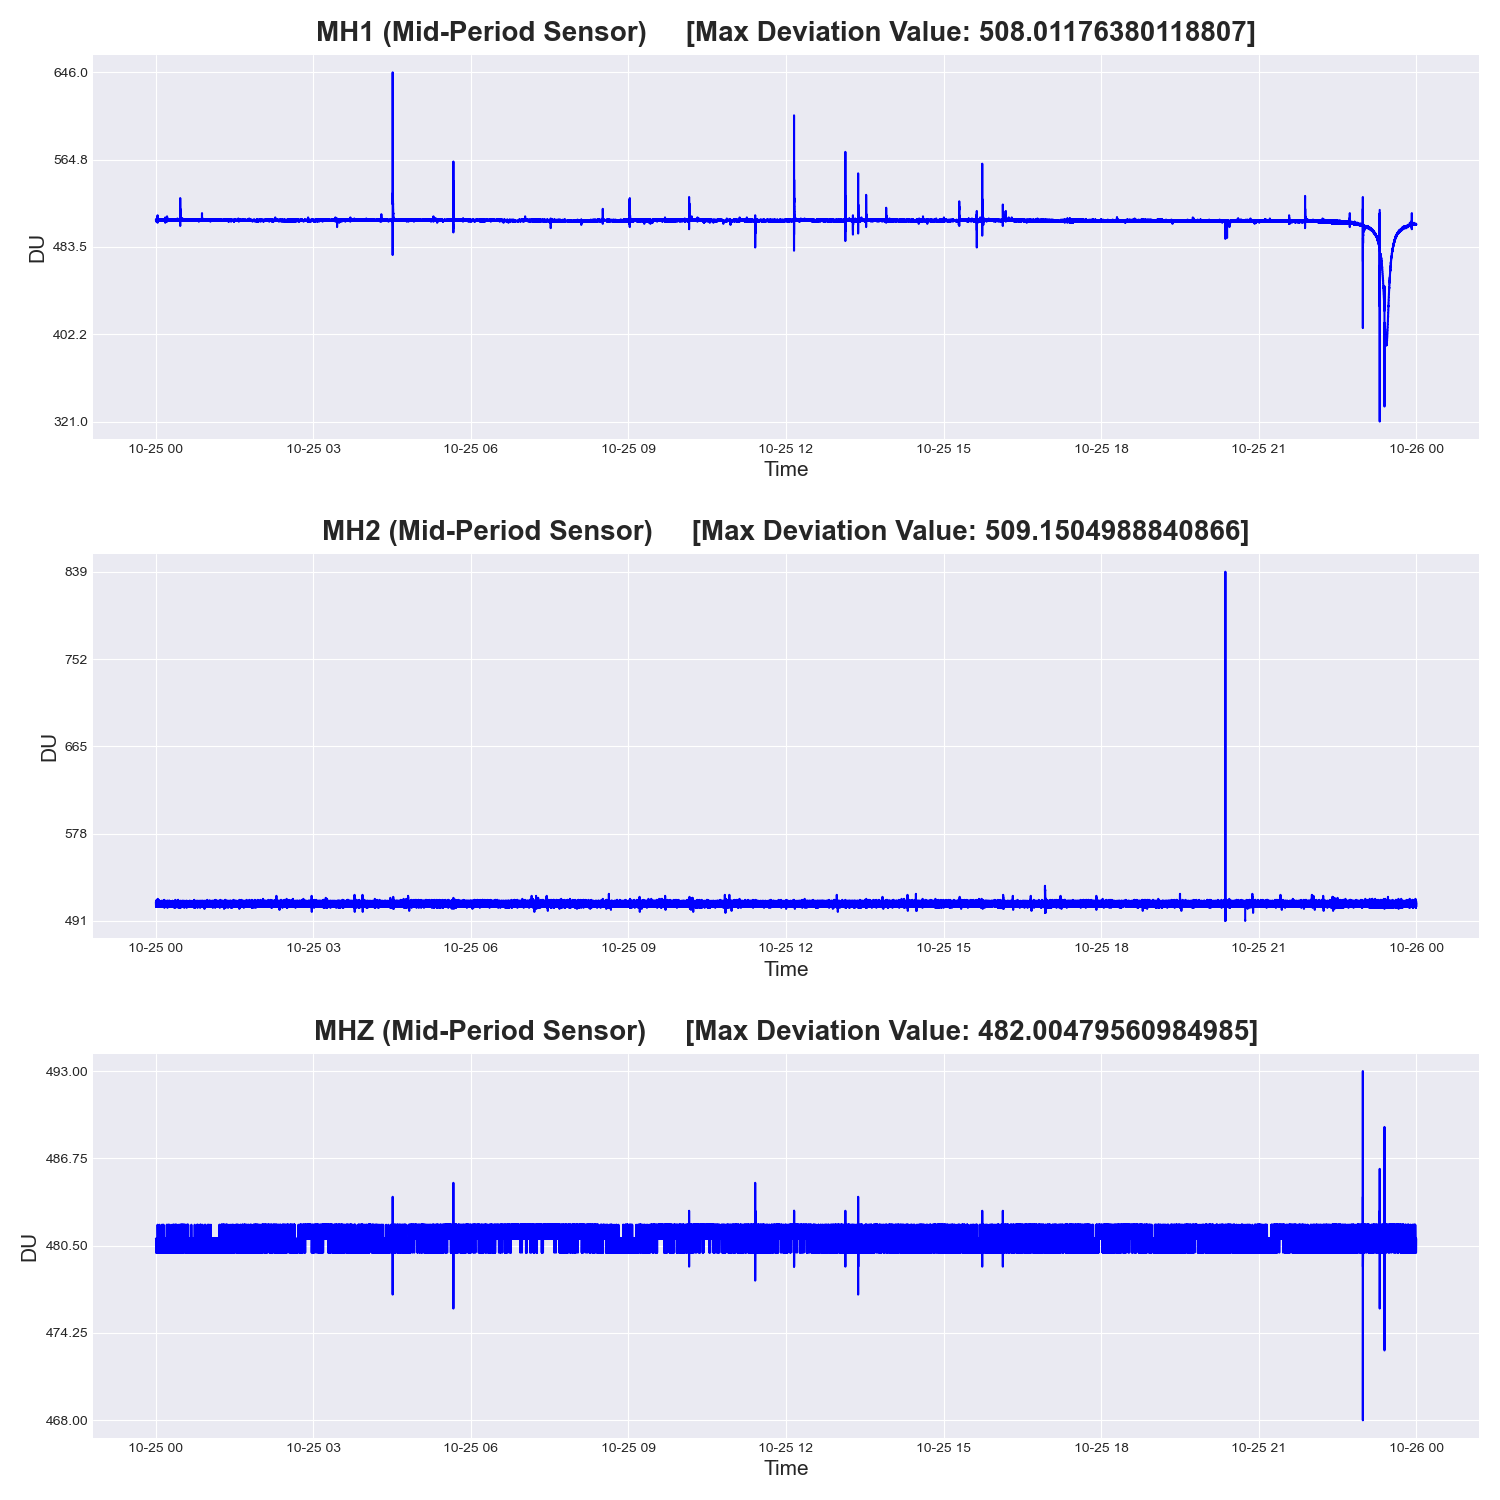 MH1 (Mid-Period Sensor) [Max Deviation Value: 508.01176380118807]
646.0
564.8
483.5
402.2
321.0
DU
10-25 00 10-25 03 10-25 06 10-25 09 10-25 12 10-25 15 10-25 18 10-25 21 10-26 00
Time
MH2 (Mid-Period Sensor) [Max Deviation Value: 509.1504988840866]
839
752
665
578
491
DU
10-25 00 10-25 03 10-25 06 10-25 09 10-25 12 10-25 15 10-25 18 10-25 21 10-26 00
Time
MHZ (Mid-Period Sensor) [Max Deviation Value: 482.00479560984985]
493.00
486.75
480.50
474.25
468.00
DU
10-25 00 10-25 03 10-25 06 10-25 09 10-25 12 10-25 15 10-25 18 10-25 21 10-26 00
Time